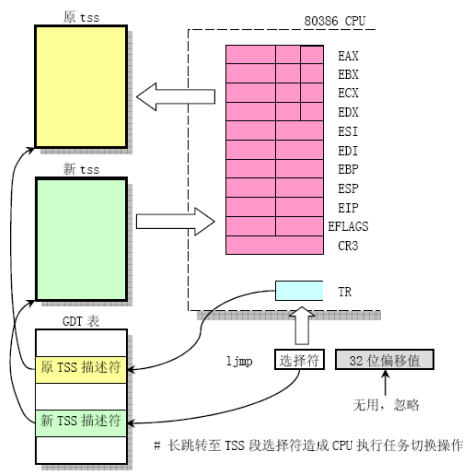 原 tss
80386 CPU
EAX
EBX
ECX
EDX
ESI
EDI
EBP
ESP
EIP
EFLAGS
CR3
新 tss
TR
GDT 表
原 TSS 描述符
新 TSS 描述符
ljmp
选择符
32 位偏移值
无用，忽略
# 长跳转至 TSS 段选择符造成 CPU 执行任务切换操作